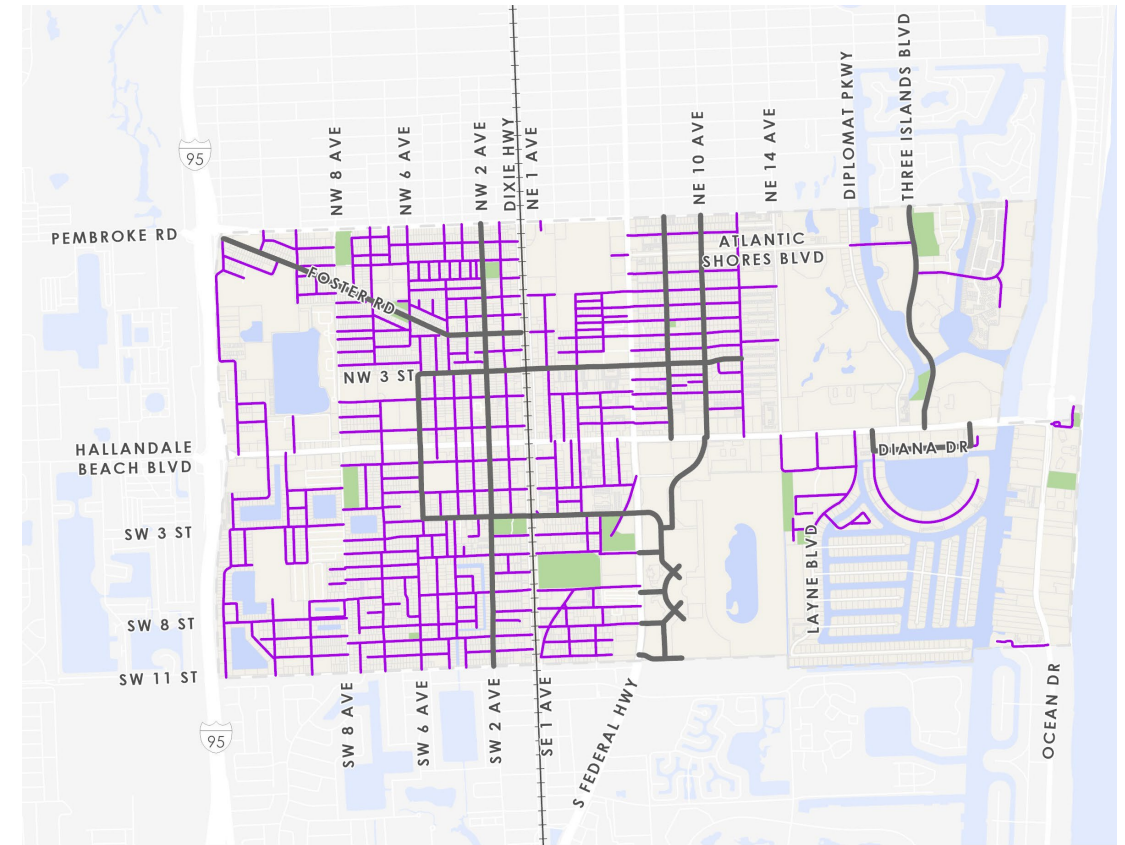 THREE ISLANDS BLVD
DIPLOMAT PKWY
NE 14 AVE
NE 10 AVE
NE 1 AVE
DIXIE HWY
NW 2 AVE
NW 6 AVE
NW 8 AVE
95
PEMBROKE RD
ATLANTIC
SHORES BLVD
FOSTER RD
NW 3 ST
HALLANDALE
BEACH BLVD
DIANA DR
SW 3 ST
LAYNE BLVD
SW 8 ST
SW 11 ST
SW 8 AVE
SW 6 AVE
SW 2 AVE
SE 1 AVE
S FEDERAL HWY
OCEAN DR
95